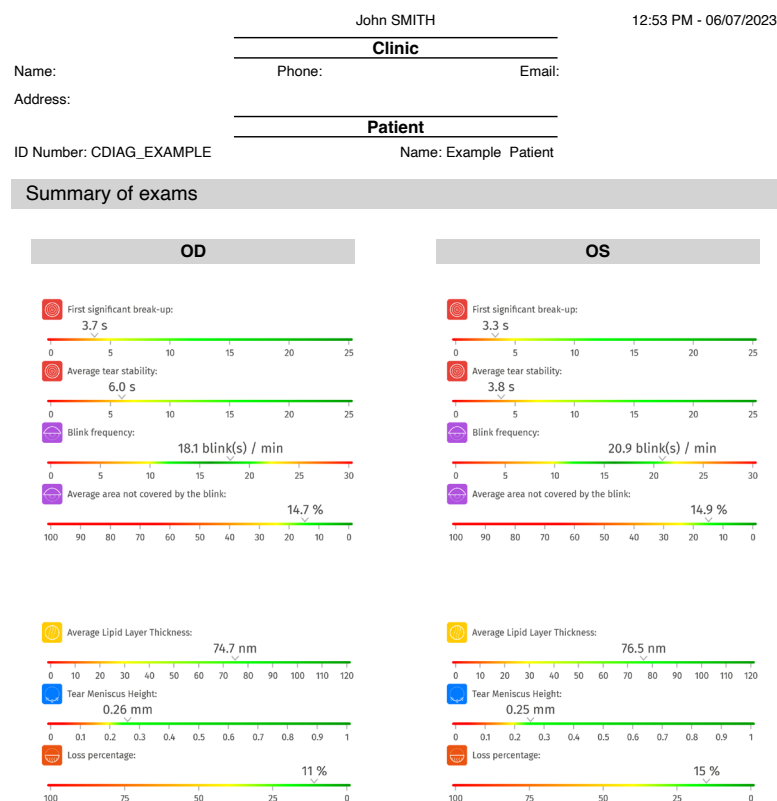 John SMITH 12:53 PM - 06/07/2023
Clinic
Name: Phone: Email:
Address:
Patient
ID Number: CDIAG_EXAMPLE Name: Example Patient
Summary of exams
OD
First significant break-up:
3.7 s
0 5 10 15 20 25
Average tear stability:
6.0 s
0 5 10 15 20 25
Blink frequency:
18.1 blink(s) / min
0 5 10 15 20 25 30
Average area not covered by the blink:
14.7 %
100 90 80 70 60 50 40 30 20 10 0
Average Lipid Layer Thickness:
74.7 nm
0 10 20 30 40 50 60 70 80 90 100 110 120
Tear Meniscus Height:
0.26 mm
0 0.1 0.2 0.3 0.4 0.5 0.6 0.7 0.8 0.9 1
Loss percentage:
11 %
100 75 50 25 0
OS
First significant break-up:
3.3 s
0 5 10 15 20 25
Average tear stability:
3.8 s
0 5 10 15 20 25
Blink frequency:
20.9 blink(s) / min
0 5 10 15 20 25 30
Average area not covered by the blink:
14.9 %
100 90 80 70 60 50 40 30 20 10 0
Average Lipid Layer Thickness:
76.5 nm
0 10 20 30 40 50 60 70 80 90 100 110 120
Tear Meniscus Height:
0.25 mm
0 0.1 0.2 0.3 0.4 0.5 0.6 0.7 0.8 0.9 1
Loss percentage:
15 %
100 75 50 25 0